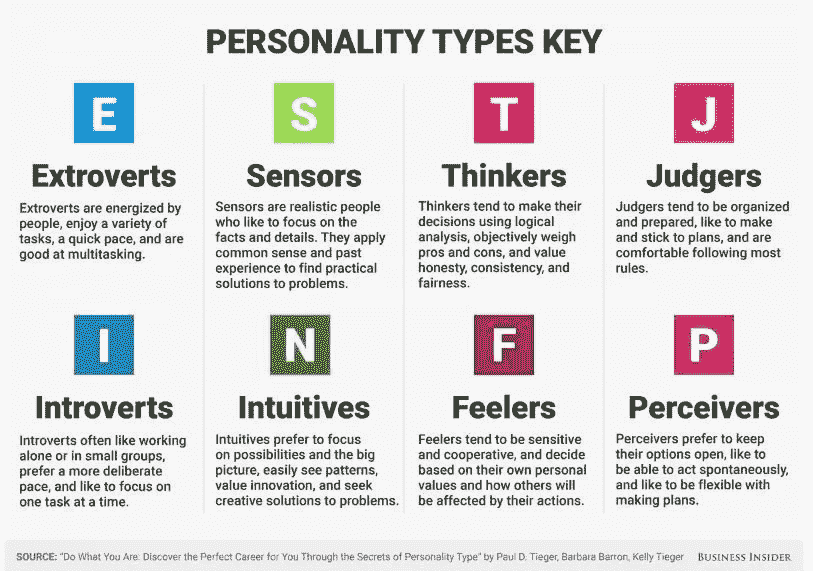 PERSONALITY TYPES KEY
E
Extroverts
Extroverts are energized by
people, enjoy a variety of
tasks, a quick pace, and are
good at multitasking.
S
Sensors
Sensors are realistic people
who like to focus on the
facts and details. They apply
common sense and past
experience to find practical
solutions to problems.
T
Thinkers
Thinkers tend to make their
decisions using logical
analysis, objectively weigh
pros and cons, and value
honesty, consistency, and
fairness.
J
Judgers
Judgers tend to be organized
and prepared, like to make
and stick to plans, and are
comfortable following most
rules.
I
Introverts
Introverts often like working
alone or in small groups,
prefer a more deliberate
pace, and like to focus on
one task at a time.
N
Intuitives
Intuitives prefer to focus
on possibilities and the big
picture, easily see patterns,
value innovation, and seek
creative solutions to problems.
F
Feelers
Feelers tend to be sensitive
and cooperative, and decide
based on their own personal
values and how others will
be affected by their actions.
P
Perceivers
Perceivers prefer to keep
their options open, like to
be able to act spontaneously,
and like to be flexible with
making plans.
SOURCE: "Do What You Are: Discover the Perfect Career for You Through the Secrets of Personality Type" by Paul D. Tieger, Barbara Barron, Kelly Tieger
BUSINESS INSIDER